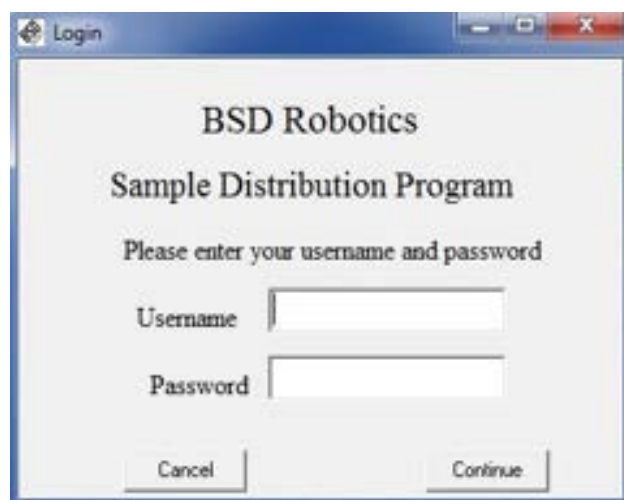 Login
BSD Robotics
Sample Distribution Program
Please enter your username and password
Username
Password
Cancel Continue